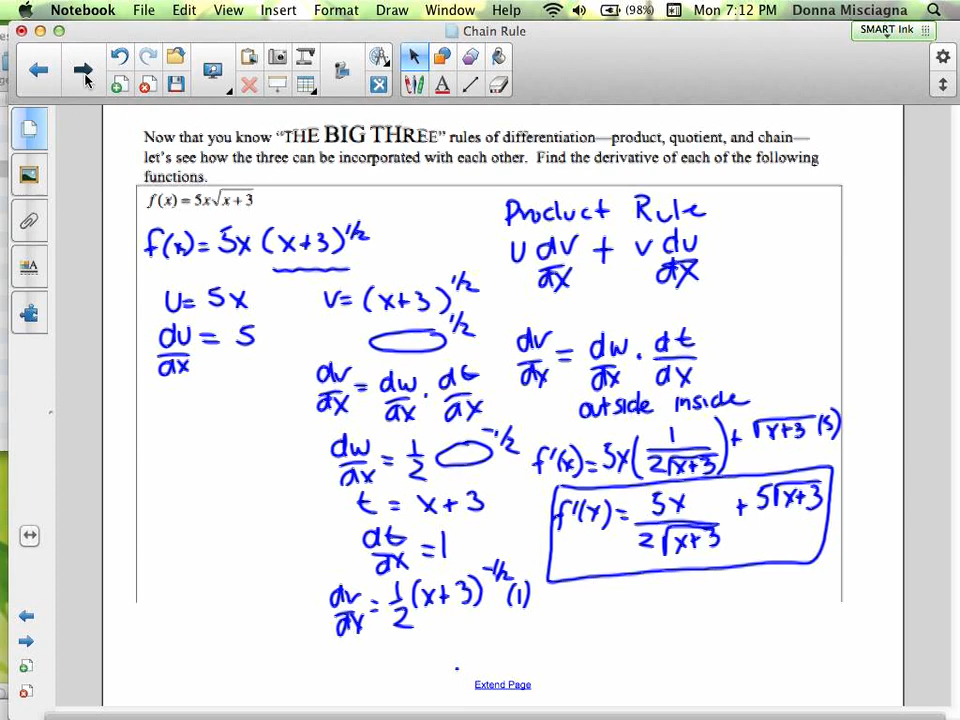 Notebook File Edit View Insert Format Draw Window Help (98%) Mon 7:12 PM Donna Misciagna
Chain Rule
SMART Ink
Now that you know “THE BIG THREE” rules of differentiation—product, quotient, and chain—
let’s see how the three can be incorporated with each other. Find the derivative of each of the following
functions.
f(x) = 5x√(x+3)
f(x) = 5x (x+3)^1/2
Product Rule
u dv/dx + v du/dx
u = 5x
v = (x+3)^1/2
du/dx = 5
1/2
dv/dx = dw/dx · dt/dx
dw/dx = 1/2 -1/2
t = x+3
dt/dx = 1
dv/dx = 1/2 (x+3)^-1/2 (1)
dv/dx = dw/dx · dt/dx
outside inside
f'(x) = 5x(1/(2√(x+3))) + √(x+3) (5)
f'(x) = 5x/(2√(x+3)) + 5√(x+3)
Extend Page